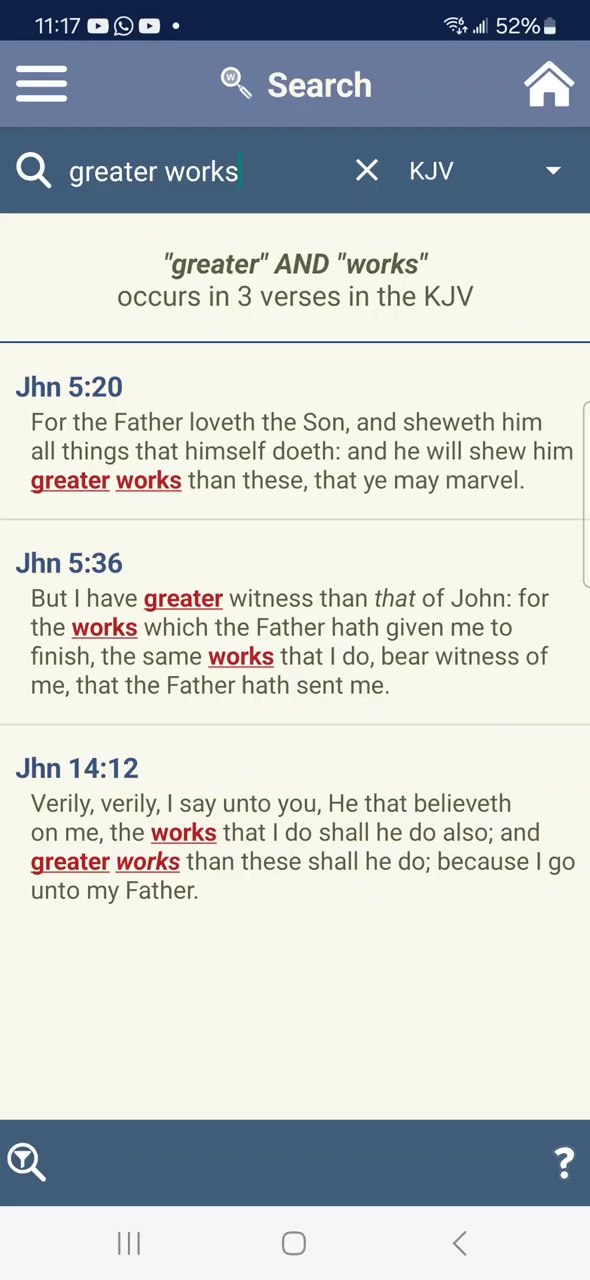 11:17 52%
Search
greater works KJV
"greater" AND "works"
occurs in 3 verses in the KJV
Jhn 5:20
For the Father loveth the Son, and sheweth him
all things that himself doeth: and he will shew him
greater works than these, that ye may marvel.
Jhn 5:36
But I have greater witness than that of John: for
the works which the Father hath given me to
finish, the same works that I do, bear witness of
me, that the Father hath sent me.
Jhn 14:12
Verily, verily, I say unto you, He that believeth
on me, the works that I do shall he do also; and
greater works than these shall he do; because I go
unto my Father.
?